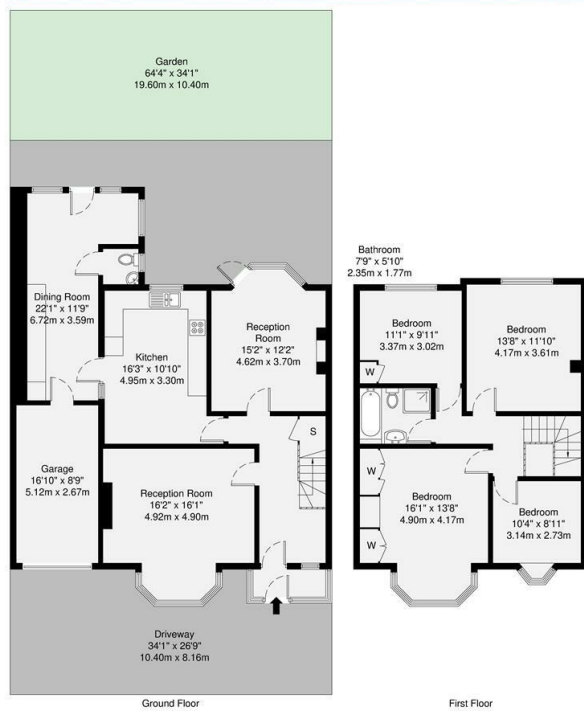 Garden
64'4" x 34'1"
19.60m x 10.40m
Dining Room
22'1" x 11'9"
6.72m x 3.59m
Kitchen
16'3" x 10'10"
4.95m x 3.30m
Reception
Room
15'2" x 12'2"
4.62m x 3.70m
S
Garage
16'10" x 8'9"
5.12m x 2.67m
Reception Room
16'2" x 16'1"
4.92m x 4.90m
Driveway
34'1" x 26'9"
10.40m x 8.16m
Ground Floor
Bathroom
7'9" x 5'10"
2.35m x 1.77m
Bedroom
11'1" x 9'11"
3.37m x 3.02m
W
Bedroom
13'8" x 11'10"
4.17m x 3.61m
W
Bedroom
16'1" x 13'8"
4.90m x 4.17m
W
Bedroom
10'4" x 8'11"
3.14m x 2.73m
First Floor